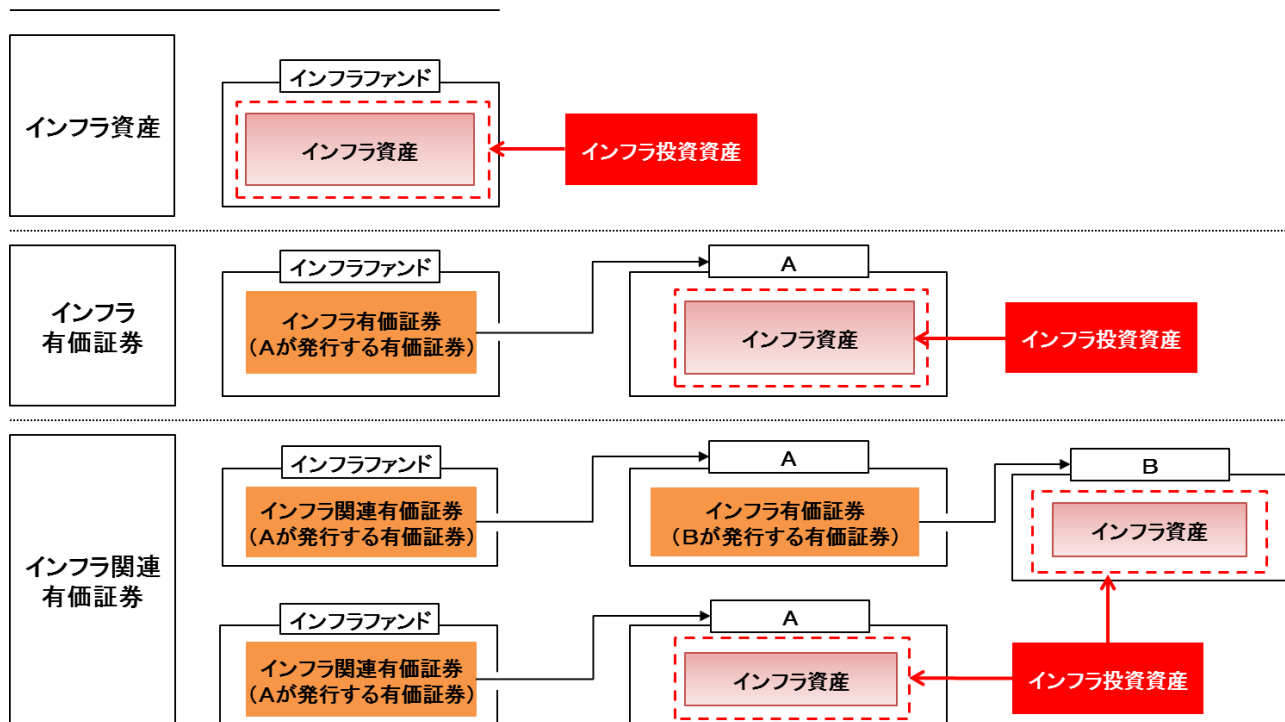 インフラ資産
インフラファンド
インフラ資産
インフラ投資資産
インフラ
有価証券
インフラファンド
インフラ有価証券
(Aが発行する有価証券)
A
インフラ資産
インフラ投資資産
インフラ関連
有価証券
インフラファンド
インフラ関連有価証券
(Aが発行する有価証券)
A
インフラ有価証券
(Bが発行する有価証券)
B
インフラ資産
インフラファンド
インフラ関連有価証券
(Aが発行する有価証券)
A
インフラ資産
インフラ投資資産